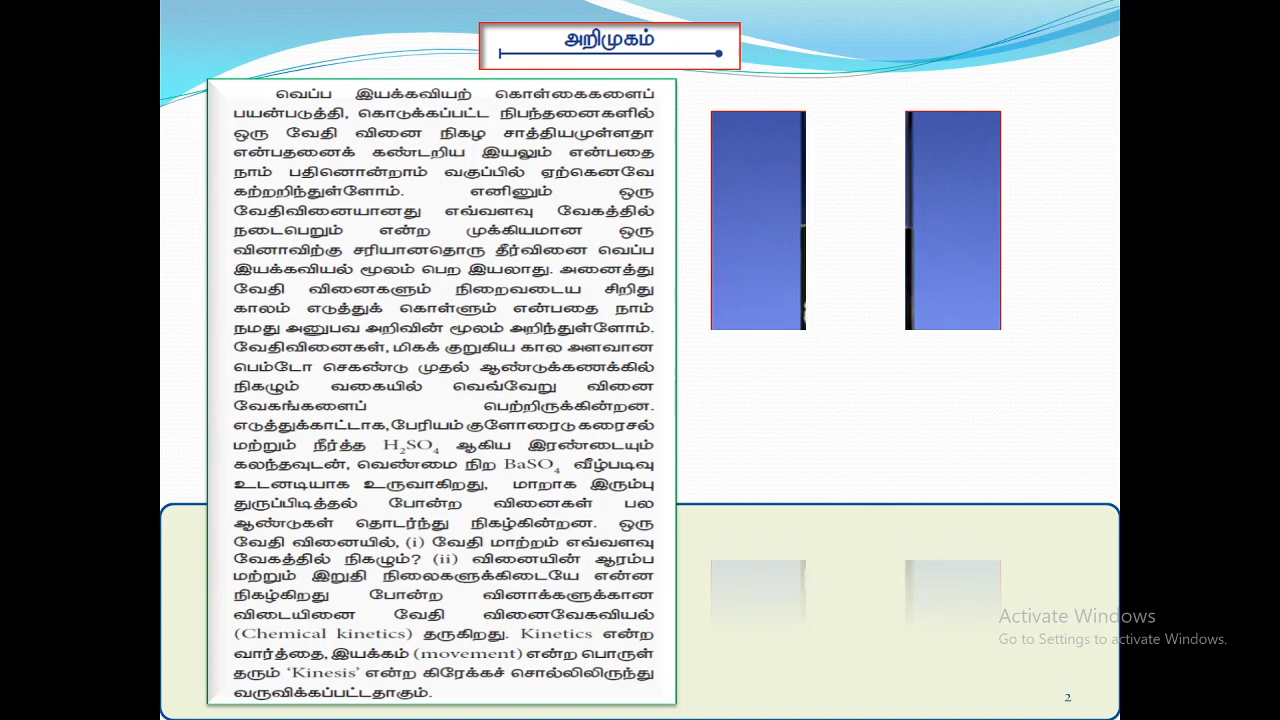 அறிமுகம்
வெப்ப இயக்கவியற் கொள்கைகளைப்
பயன்படுத்தி, கொடுக்கப்பட்ட நிபந்தனைகளில்
ஒரு வேதி வினை நிகழ சாத்தியமுள்ளதா
என்பதனைக் கண்டறிய இயலும் என்பதை
நாம் பதினொன்றாம் வகுப்பில் ஏற்கெனவே
கற்றறிந்துள்ளோம். எனினும் ஒரு
வேதிவினையானது எவ்வளவு வேகத்தில்
நடைபெறும் என்ற முக்கியமான ஒரு
வினாவிற்கு சரியானதொரு தீர்வினை வெப்ப
இயக்கவியல் மூலம் பெற இயலாது. அனைத்து
வேதி வினைகளும் நிறைவடைய சிறிது
காலம் எடுத்துக் கொள்ளும் என்பதை நாம்
நமது அனுபவ அறிவின் மூலம் அறிந்துள்ளோம்.
வேதிவினைகள், மிகக் குறுகிய கால அளவான
பெம்டோ செகண்டு முதல் ஆண்டுக்கணக்கில்
நிகழும் வகையில் வெவ்வேறு வினை
வேகங்களைப் பெற்றிருக்கின்றன.
எடுத்துக்காட்டாக, பேரியம் குளோரைடு கரைசல்
மற்றும் நீர்த்த H₂SO₄ ஆகிய இரண்டையும்
கலந்தவுடன், வெண்மை நிற BaSO₄ வீழ்படிவு
உடனடியாக உருவாகிறது, மாறாக இரும்பு
துருப்பிடித்தல் போன்ற வினைகள் பல
ஆண்டுகள் தொடர்ந்து நிகழ்கின்றன. ஒரு
வேதி வினையில், (i) வேதி மாற்றம் எவ்வளவு
வேகத்தில் நிகழும்? (ii) வினையின் ஆரம்ப
மற்றும் இறுதி நிலைகளுக்கிடையே என்ன
நிகழ்கிறது போன்ற வினாக்களுக்கான
விடையினை வேதி வினைவேகவியல்
(Chemical kinetics) தருகிறது. Kinetics என்ற
வார்த்தை, இயக்கம் (movement) என்ற பொருள்
தரும் ‘Kinesis’ என்ற கிரேக்கச் சொல்லிலிருந்து
வருவிக்கப்பட்டதாகும்.
Activate Windows
Go to Settings to activate Windows.
2